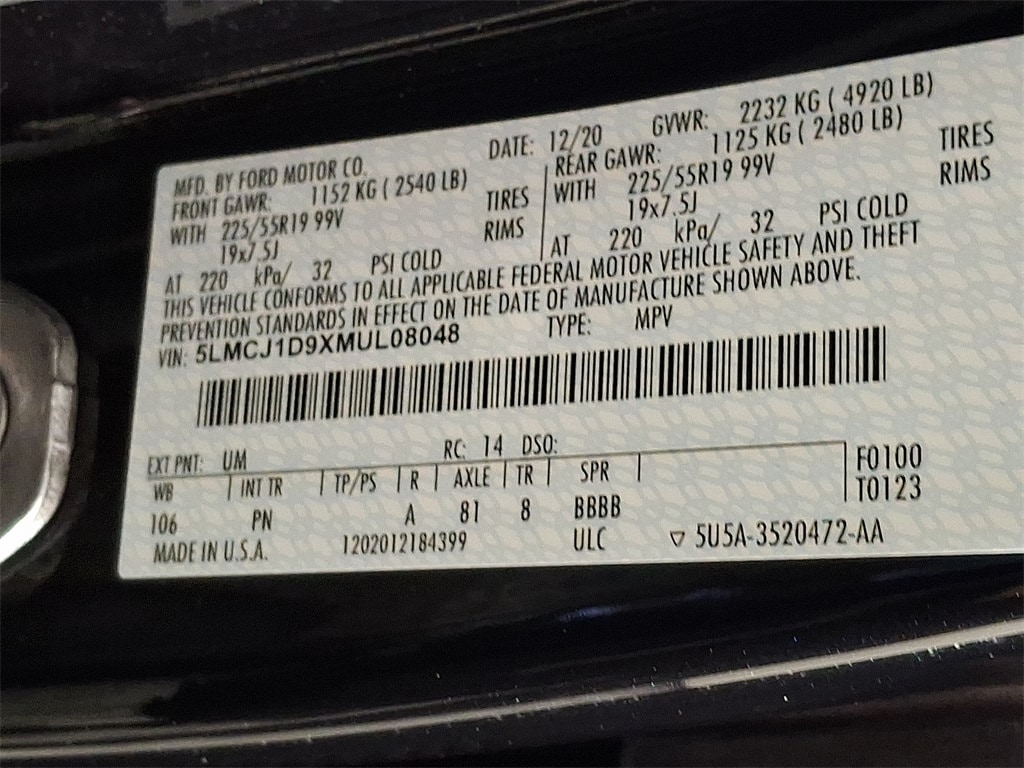 MFD. BY FORD MOTOR CO.
DATE: 12/20 GVWR: 2232 KG ( 4920 LB)
FRONT GAWR: 1152 KG ( 2540 LB)
REAR GAWR: 1125 KG ( 2480 LB)
WITH 225/55R19 99V TIRES
WITH 225/55R19 99V TIRES
19x7.5J RIMS
19x7.5J RIMS
AT 220 kPa/ 32 PSI COLD
AT 220 kPa/ 32 PSI COLD
THIS VEHICLE CONFORMS TO ALL APPLICABLE FEDERAL MOTOR VEHICLE SAFETY AND THEFT
PREVENTION STANDARDS IN EFFECT ON THE DATE OF MANUFACTURE SHOWN ABOVE.
VIN: 5LMCJ1D9XMUL08048 TYPE: MPV
EXT PNT: UM RC: 14 DSO:
WB INT TR TP/PS R AXLE TR SPR F0100
T0123
106 PN A 81 8 BBBB
MADE IN U.S.A. 1202012184399 ULC ▽ 5U5A-3520472-AA